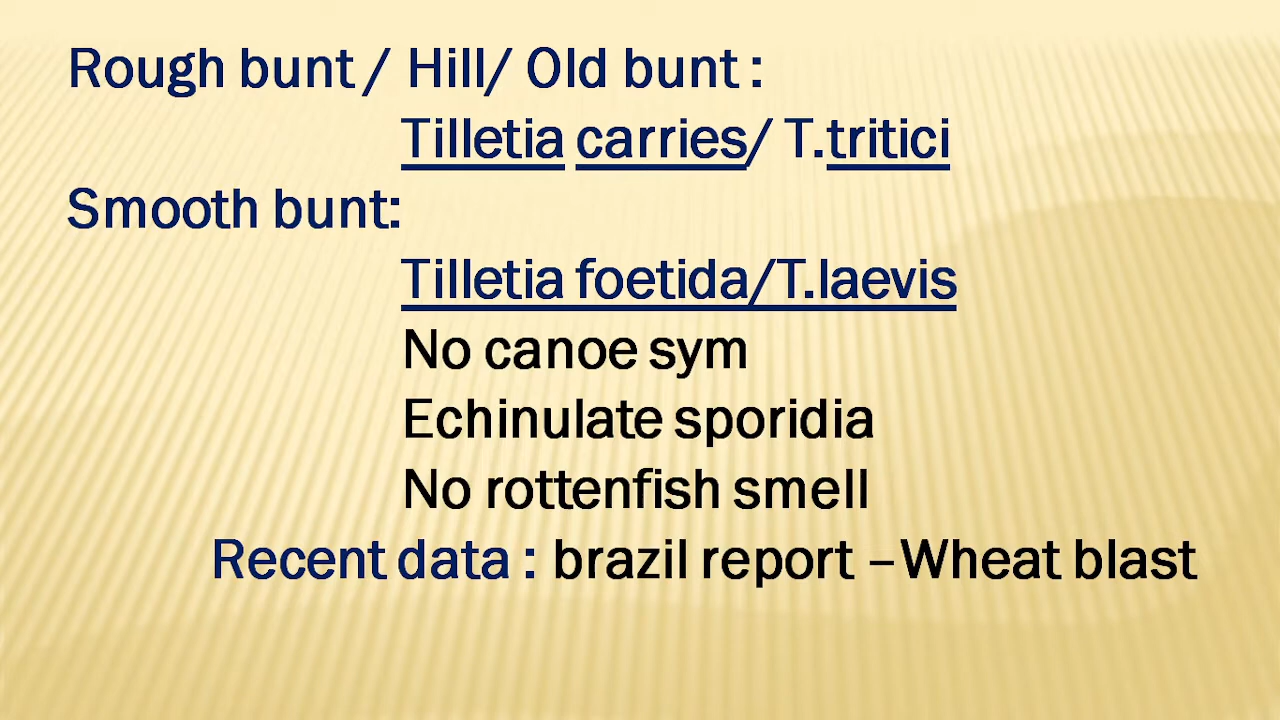 Rough bunt / Hill/ Old bunt :
Tilletia carries/ T.tritici
Smooth bunt:
Tilletia foetida/T.laevis
No canoe sym
Echinulate sporidia
No rottenfish smell
Recent data : brazil report – Wheat blast